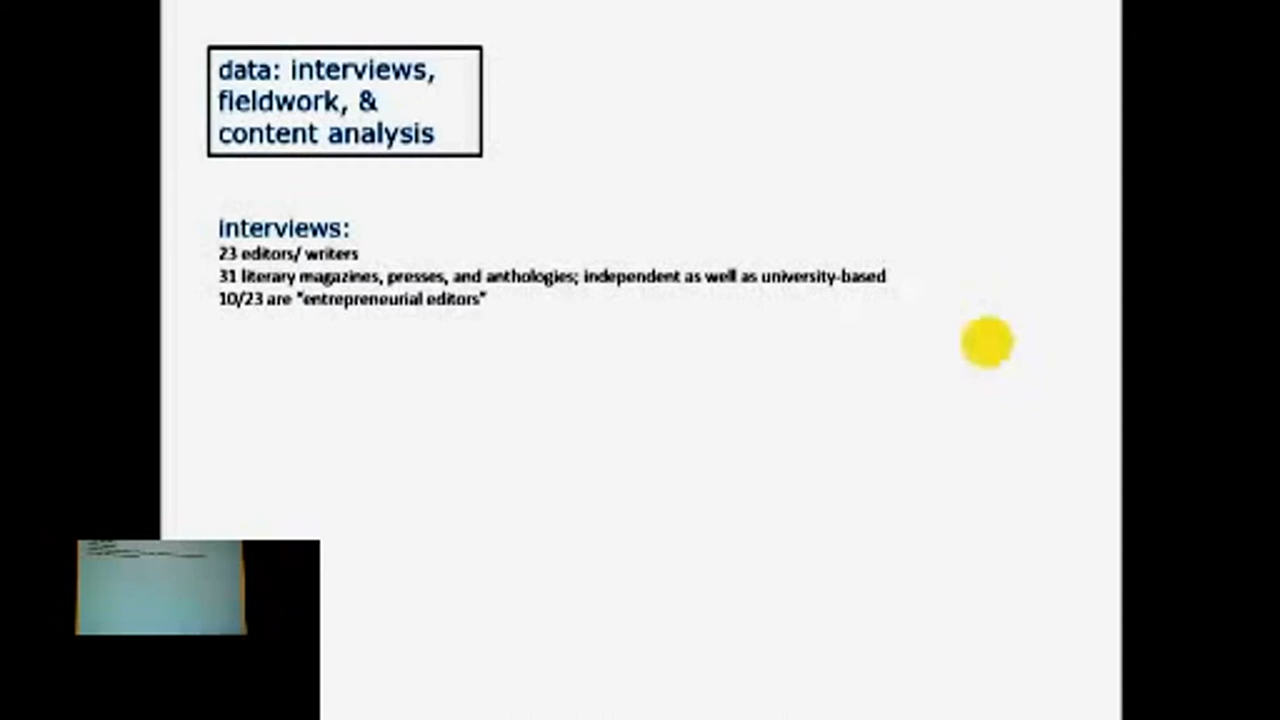 data: interviews,
fieldwork, &
content analysis
interviews:
23 editors/ writers
31 literary magazines, presses, and anthologies; independent as well as university-based
10/23 are "entrepreneurial editors"